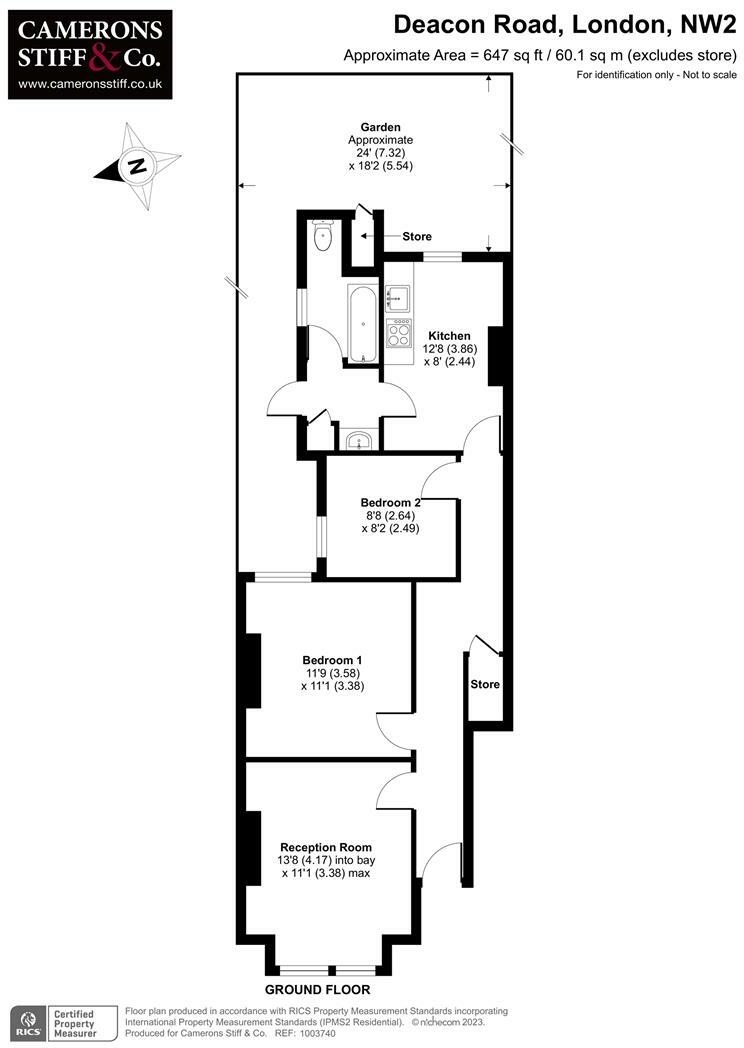 CAMERONS
STIFF & Co.
www.cameronsstiff.co.uk
Deacon Road, London, NW2
Approximate Area = 647 sq ft / 60.1 sq m (excludes store)
For identification only - Not to scale
N
Garden
Approximate
24' (7.32)
x 18'2 (5.54)
Store
Kitchen
12'8 (3.86)
x 8' (2.44)
Bedroom 2
8'8 (2.64)
x 8'2 (2.49)
Bedroom 1
11'9 (3.58)
x 11'1 (3.38)
Store
Reception Room
13'8 (4.17) into bay
x 11'1 (3.38) max
GROUND FLOOR
RICS
Certified
Property
Measurer
Floor plan produced in accordance with RICS Property Measurement Standards incorporating
International Property Measurement Standards (IPMS2 Residential). © nichecom 2023.
Produced for Camerons Stiff & Co. REF: 1003740